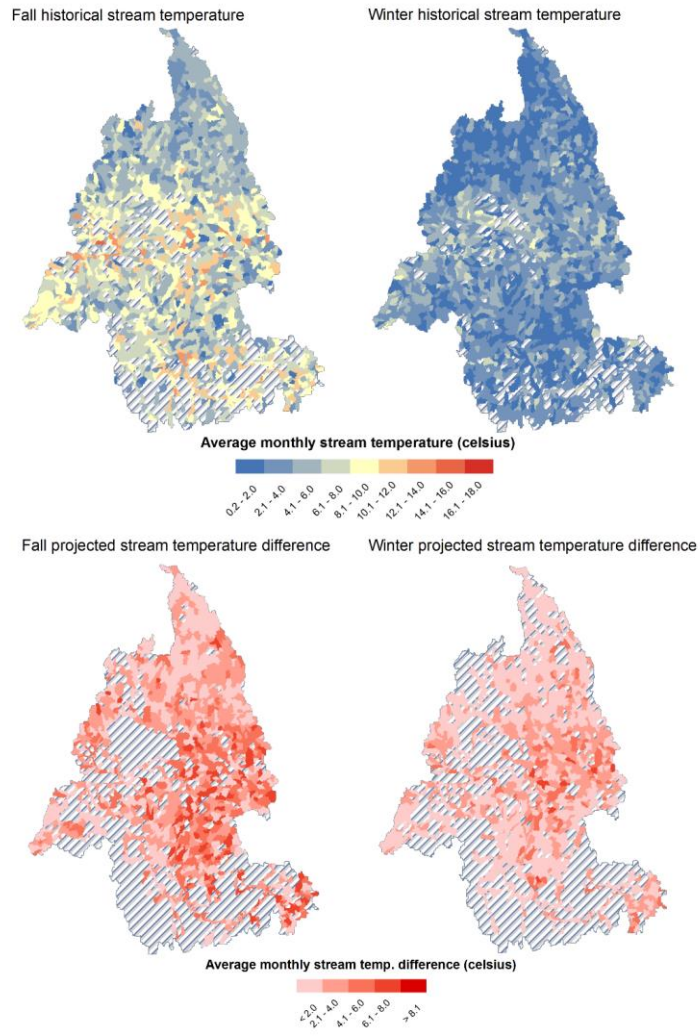 Fall historical stream temperature
Winter historical stream temperature
Average monthly stream temperature (celsius)
0.2 - 2.0
2.1 - 4.0
4.1 - 6.0
6.1 - 8.0
8.1 - 10.0
10.1 - 12.0
12.1 - 14.0
14.1 - 16.0
16.1 - 18.0
Fall projected stream temperature difference
Winter projected stream temperature difference
Average monthly stream temp. difference (celsius)
< 2.0
2.1 - 4.0
4.1 - 6.0
6.1 - 8.0
> 8.1